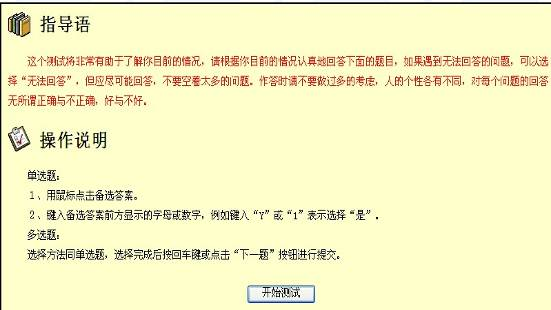 指导语
这个测试将非常有助于了解你目前的情况，请根据你目前的情况认真地回答下面的题目，如果遇到无法回答的问题，可以选
择“无法回答”，但应尽可能回答，不要空着太多的问题。作答时请不要做过多的考虑，人的个性各有不同，对每个问题的回答
无所谓正确与不正确，好与不好。
操作说明
单选题：
1、用鼠标点击备选答案。
2、键入备选答案前方显示的字母或数字，例如键入“Y”或“1”表示选择“是”。
多选题：
选择方法同单选题，选择完成后按回车键或点击“下一题”按钮进行提交。
开始测试